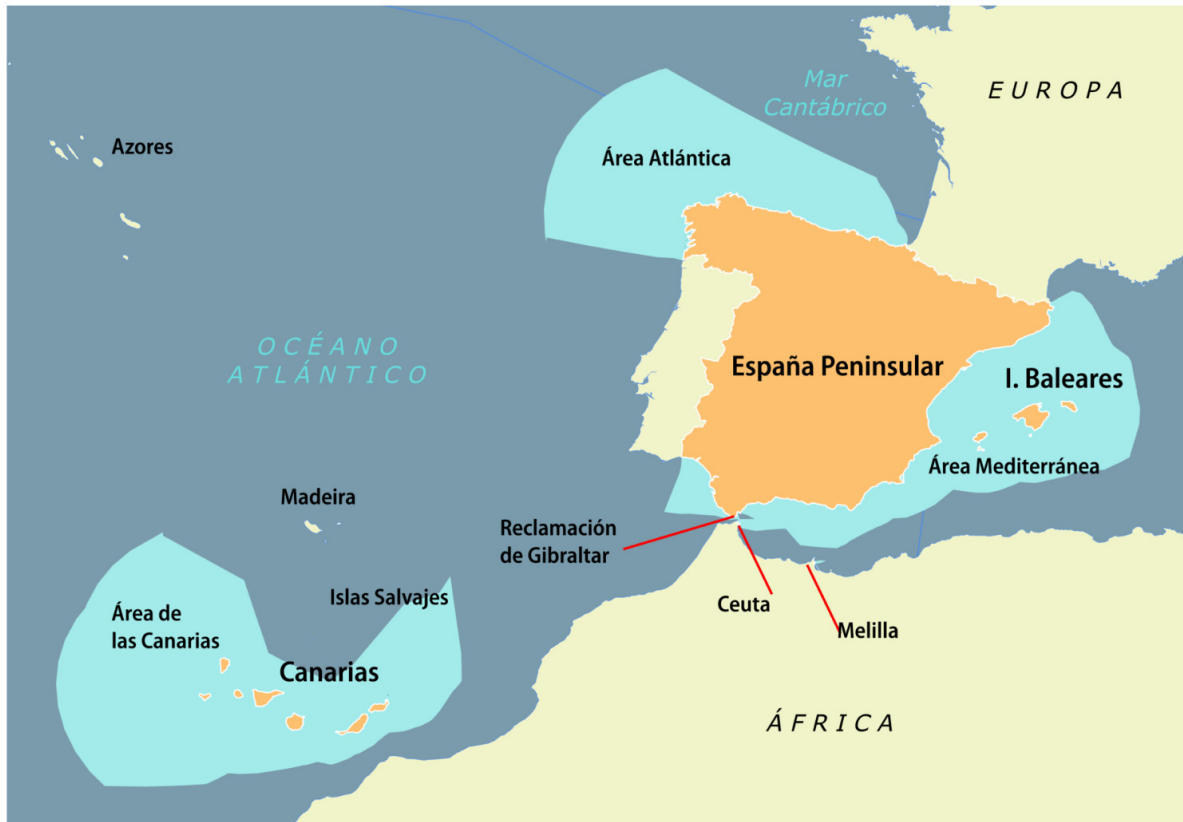 Mar
Cantábrico
EUROPA
Azores
Área Atlántica
OCÉANO
ATLÁNTICO
España Peninsular
I. Baleares
Área Mediterránea
Madeira
Reclamación
de Gibraltar
Islas Salvajes
Ceuta
Melilla
Área de
las Canarias
Canarias
ÁFRICA